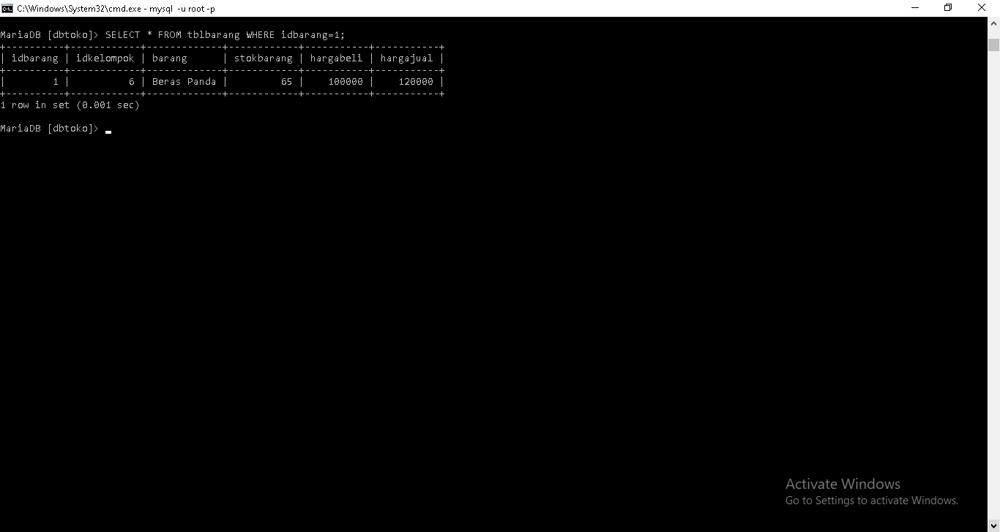 C:\Windows\System32\cmd.exe - mysql -u root -p
MariaDB [dbtoko]> SELECT * FROM tblbarang WHERE idbarang=1;
+----------+------------+-------------+------------+-----------+-----------+
| idbarang | idkelompok | barang      | stokbarang | hargabeli | hargajual |
+----------+------------+-------------+------------+-----------+-----------+
|        1 |          6 | Beras Panda |         65 |    100000 |    120000 |
+----------+------------+-------------+------------+-----------+-----------+
1 row in set (0.001 sec)
MariaDB [dbtoko]>
Activate Windows
Go to Settings to activate Windows.